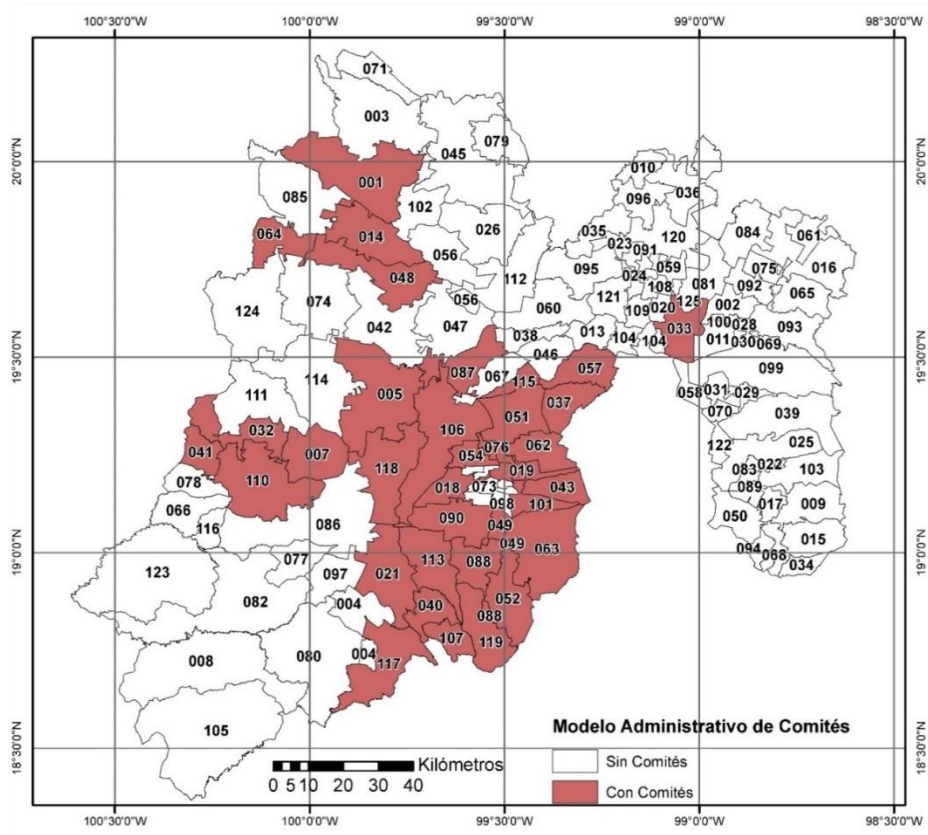 100°30'0"W 100°0'0"W 99°30'0"W 99°0'0"W 98°30'0"W
071
003
079
20°0'0"N 045 20°0'0"N
010
001 036
085 102 096
064 014 026 035 120 084 061
023 091
056 095 059 075 016
048 024
112 108 081 092
124 074 056 121 125 065
060 109 020 002
042 047 033 100 028 093
038 013 104 104 011 030 069
19°30'0"N 046 19°30'0"N
087 067 057 099
114 115
111 005 037 058 031 029
051 070 039
032 106
076 062 122 025
041 007 054
118 019 083 022 103
078 110 018 073 043 089
098 101 017 009
066 090 050
116 086 049 015
19°0'0"N 049 063 094 068 19°0'0"N
077 113 088 034
123 097 021
082 004 040 052
088
107 119
008 080 004 117
105
Modelo Administrativo de Comités
18°30'0"N 18°30'0"N
Kilómetros Sin Comités
0 5 10 20 30 40 Con Comités
100°30'0"W 100°0'0"W 99°30'0"W 99°0'0"W 98°30'0"W